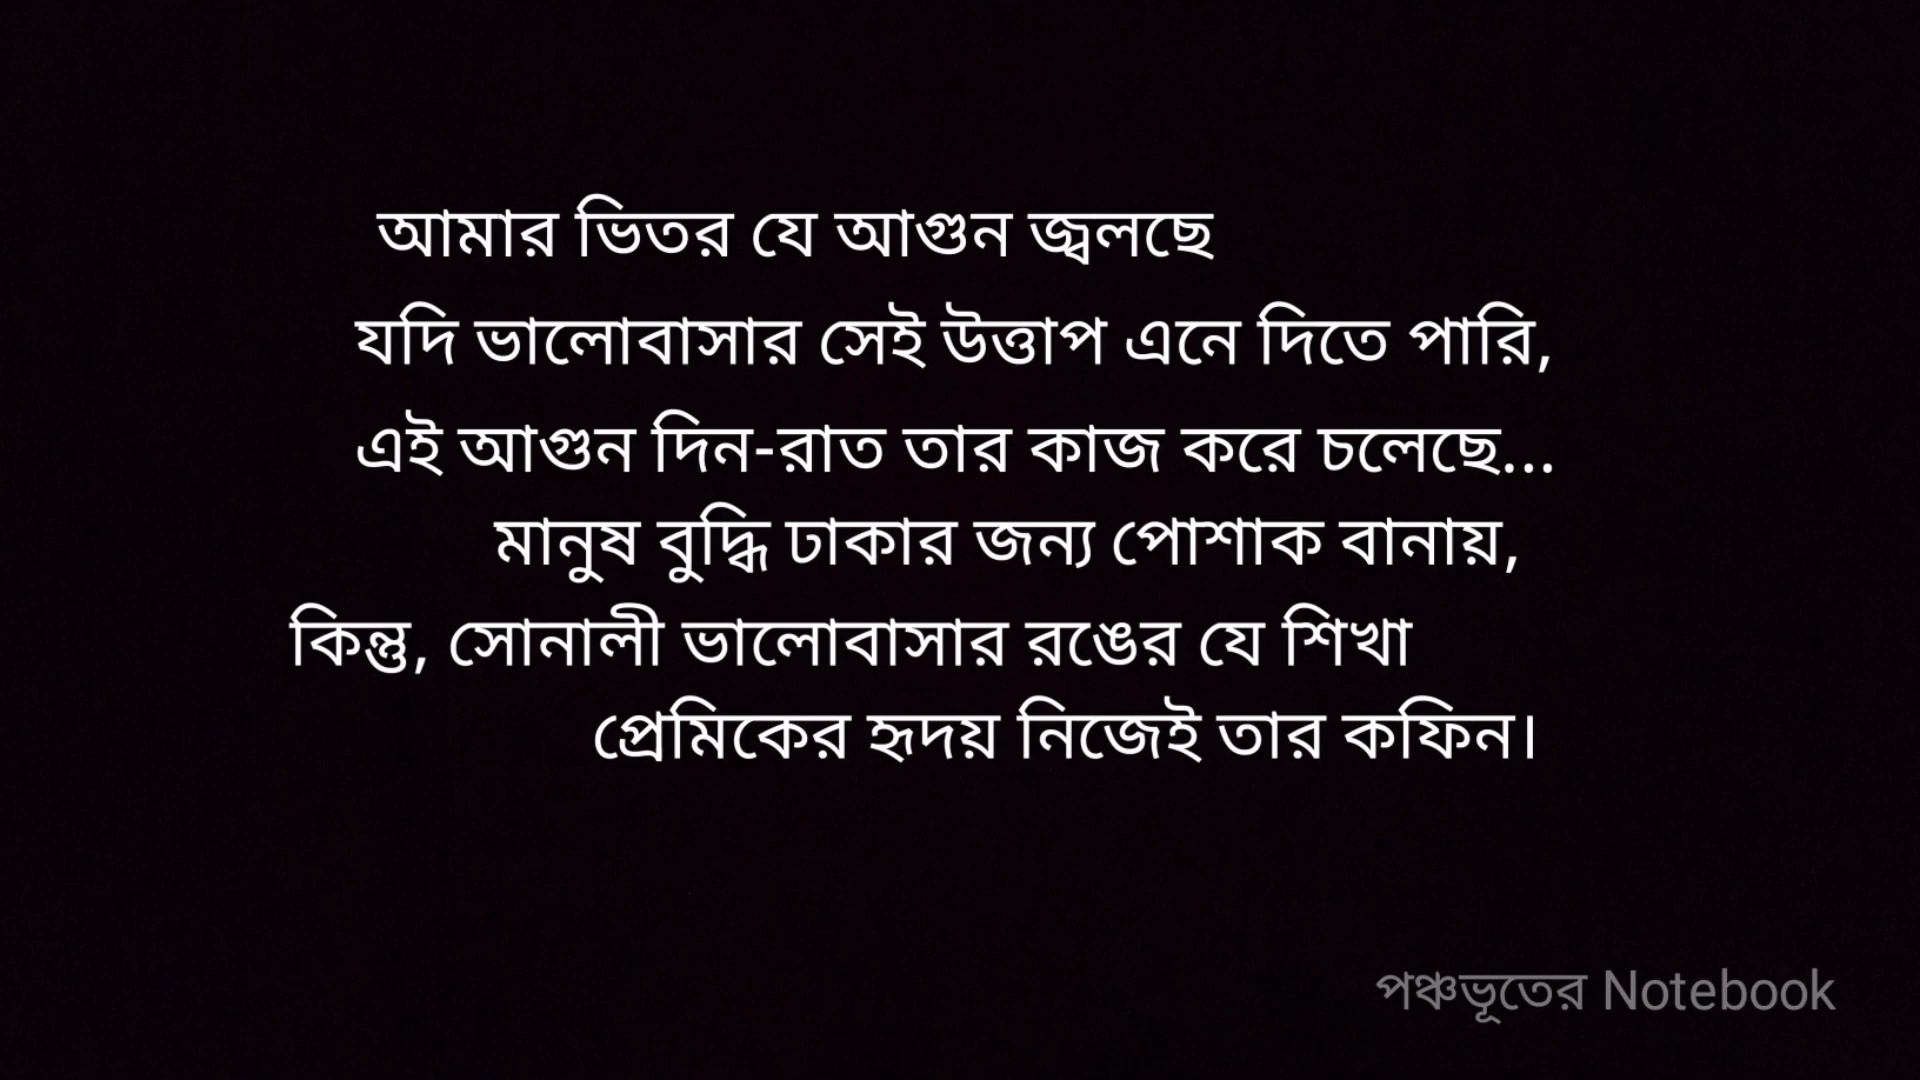 আমার ভিতর যে আগুন জ্বলছে
যদি ভালোবাসার সেই উত্তাপ এনে দিতে পারি,
এই আগুন দিন-রাত তার কাজ করে চলেছে...
মানুষ বুদ্ধি ঢাকার জন্য পোশাক বানায়,
কিন্তু, সোনালী ভালোবাসার রঙের যে শিখা
প্রেমিকের হৃদয় নিজেই তার কফিন।
পঞ্চভূতের Notebook